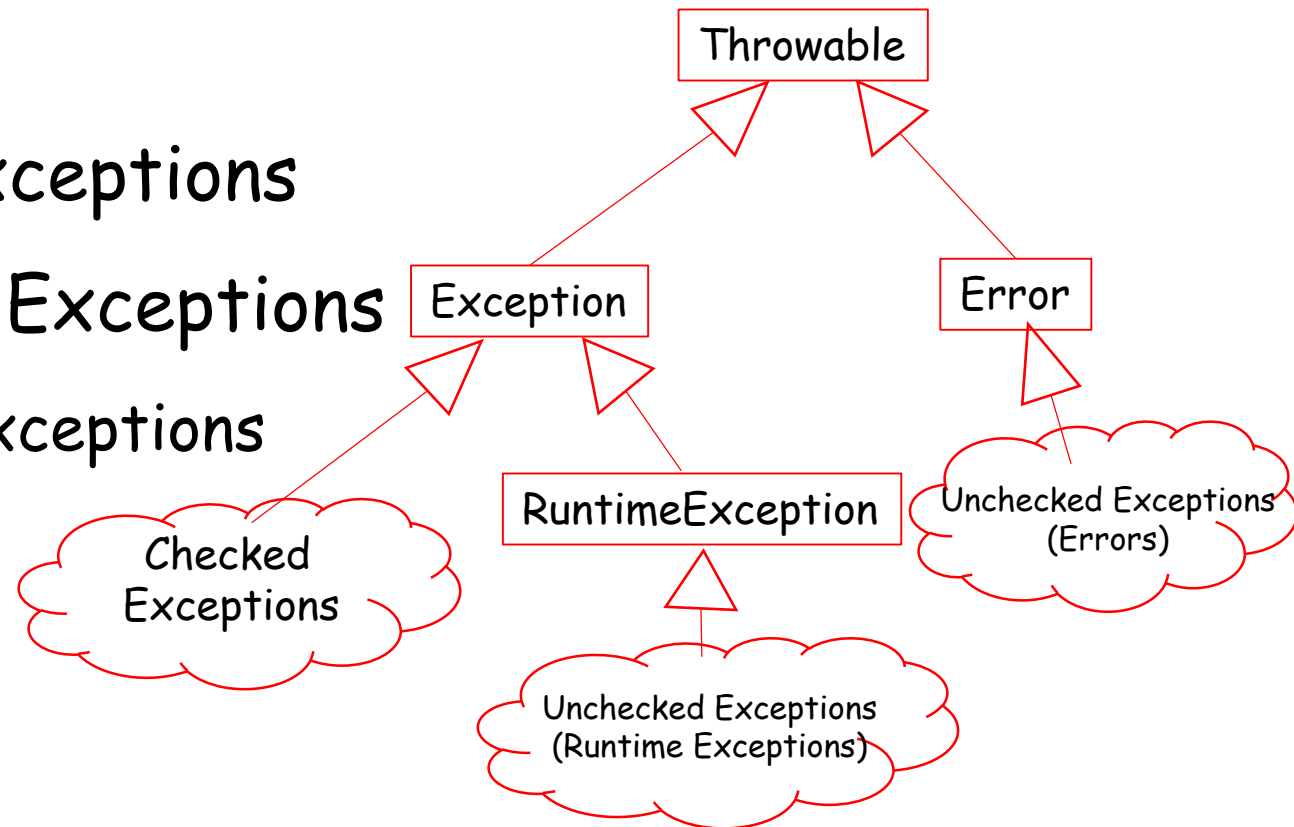 Throwable
xceptions
Exceptions
xceptions
Exception
Error
RuntimeException
Checked
Exceptions
Unchecked Exceptions
(Errors)
Unchecked Exceptions
(Runtime Exceptions)